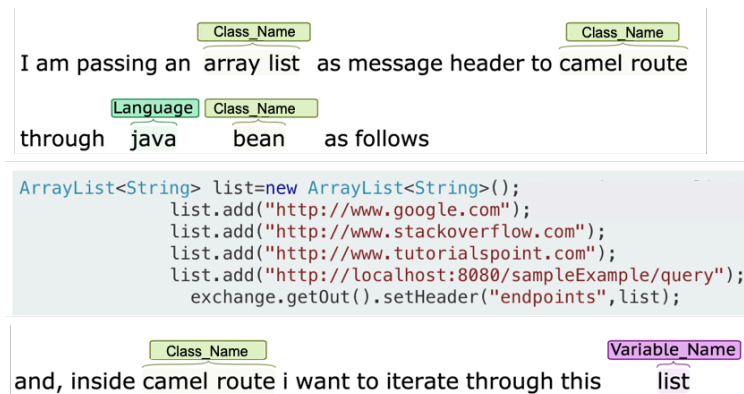 Class_Name Class_Name
I am passing an array list as message header to camel route
Language Class_Name
through java bean as follows
ArrayList<String> list=new ArrayList<String>();
list.add("http://www.google.com");
list.add("http://www.stackoverflow.com");
list.add("http://www.tutorialspoint.com");
list.add("http://localhost:8080/sampleExample/query");
exchange.getOut().setHeader("endpoints",list);
Class_Name Variable_Name
and, inside camel route i want to iterate through this list